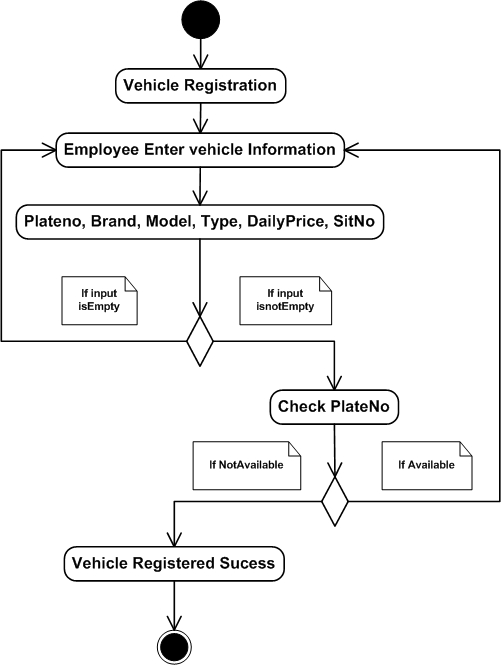 Vehicle Registration
Employee Enter vehicle Information
Plateno, Brand, Model, Type, DailyPrice, SitNo
If input
isEmpty
If input
isnotEmpty
Check PlateNo
If NotAvailable
If Available
Vehicle Registered Sucess